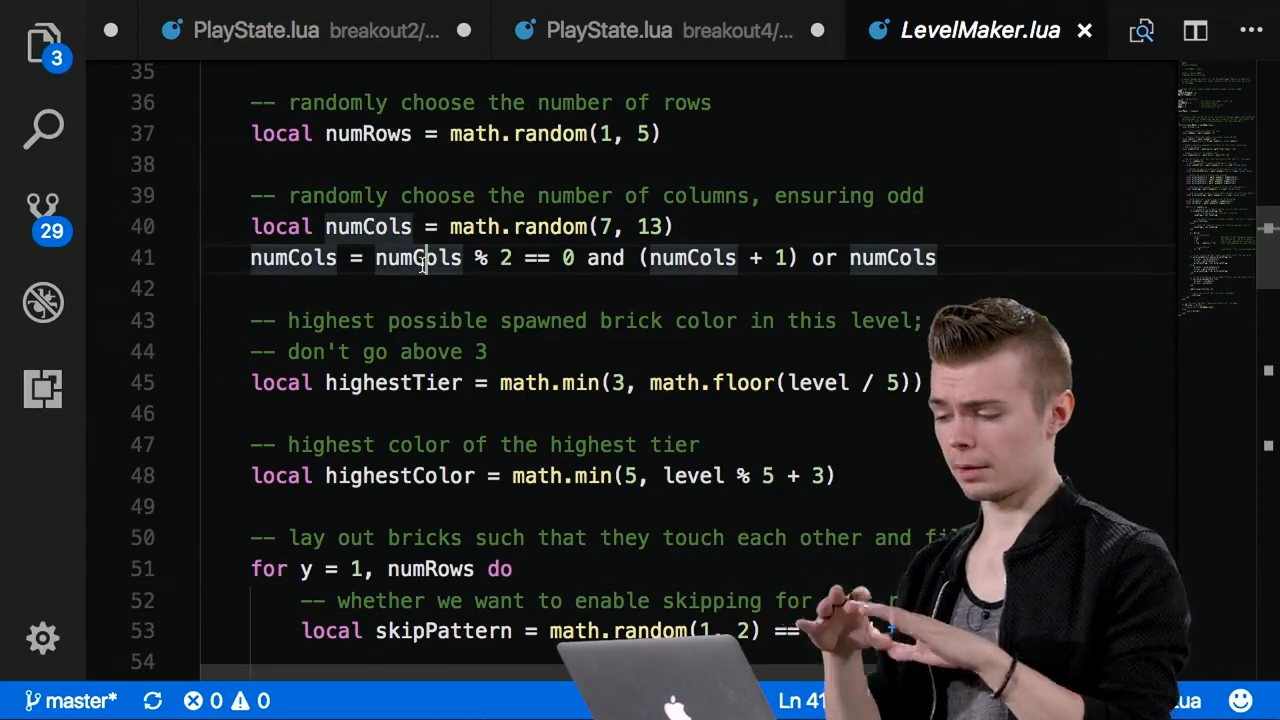 3
PlayState.lua breakout2/...
PlayState.lua breakout4/...
LevelMaker.lua
35
36 -- randomly choose the number of rows
37 local numRows = math.random(1, 5)
38
39 -- randomly choose the number of columns, ensuring odd
40 local numCols = math.random(7, 13)
41 numCols = numCols % 2 == 0 and (numCols + 1) or numCols
42
43 -- highest possible spawned brick color in this level;
44 -- don't go above 3
45 local highestTier = math.min(3, math.floor(level / 5))
46
47 -- highest color of the highest tier
48 local highestColor = math.min(5, level % 5 + 3)
49
50 -- lay out bricks such that they touch each other and
51 for y = 1, numRows do
52 -- whether we want to enable skipping for
53 local skipPattern = math.random(1, 2) ==
54
29
master* 0 0 Ln 41